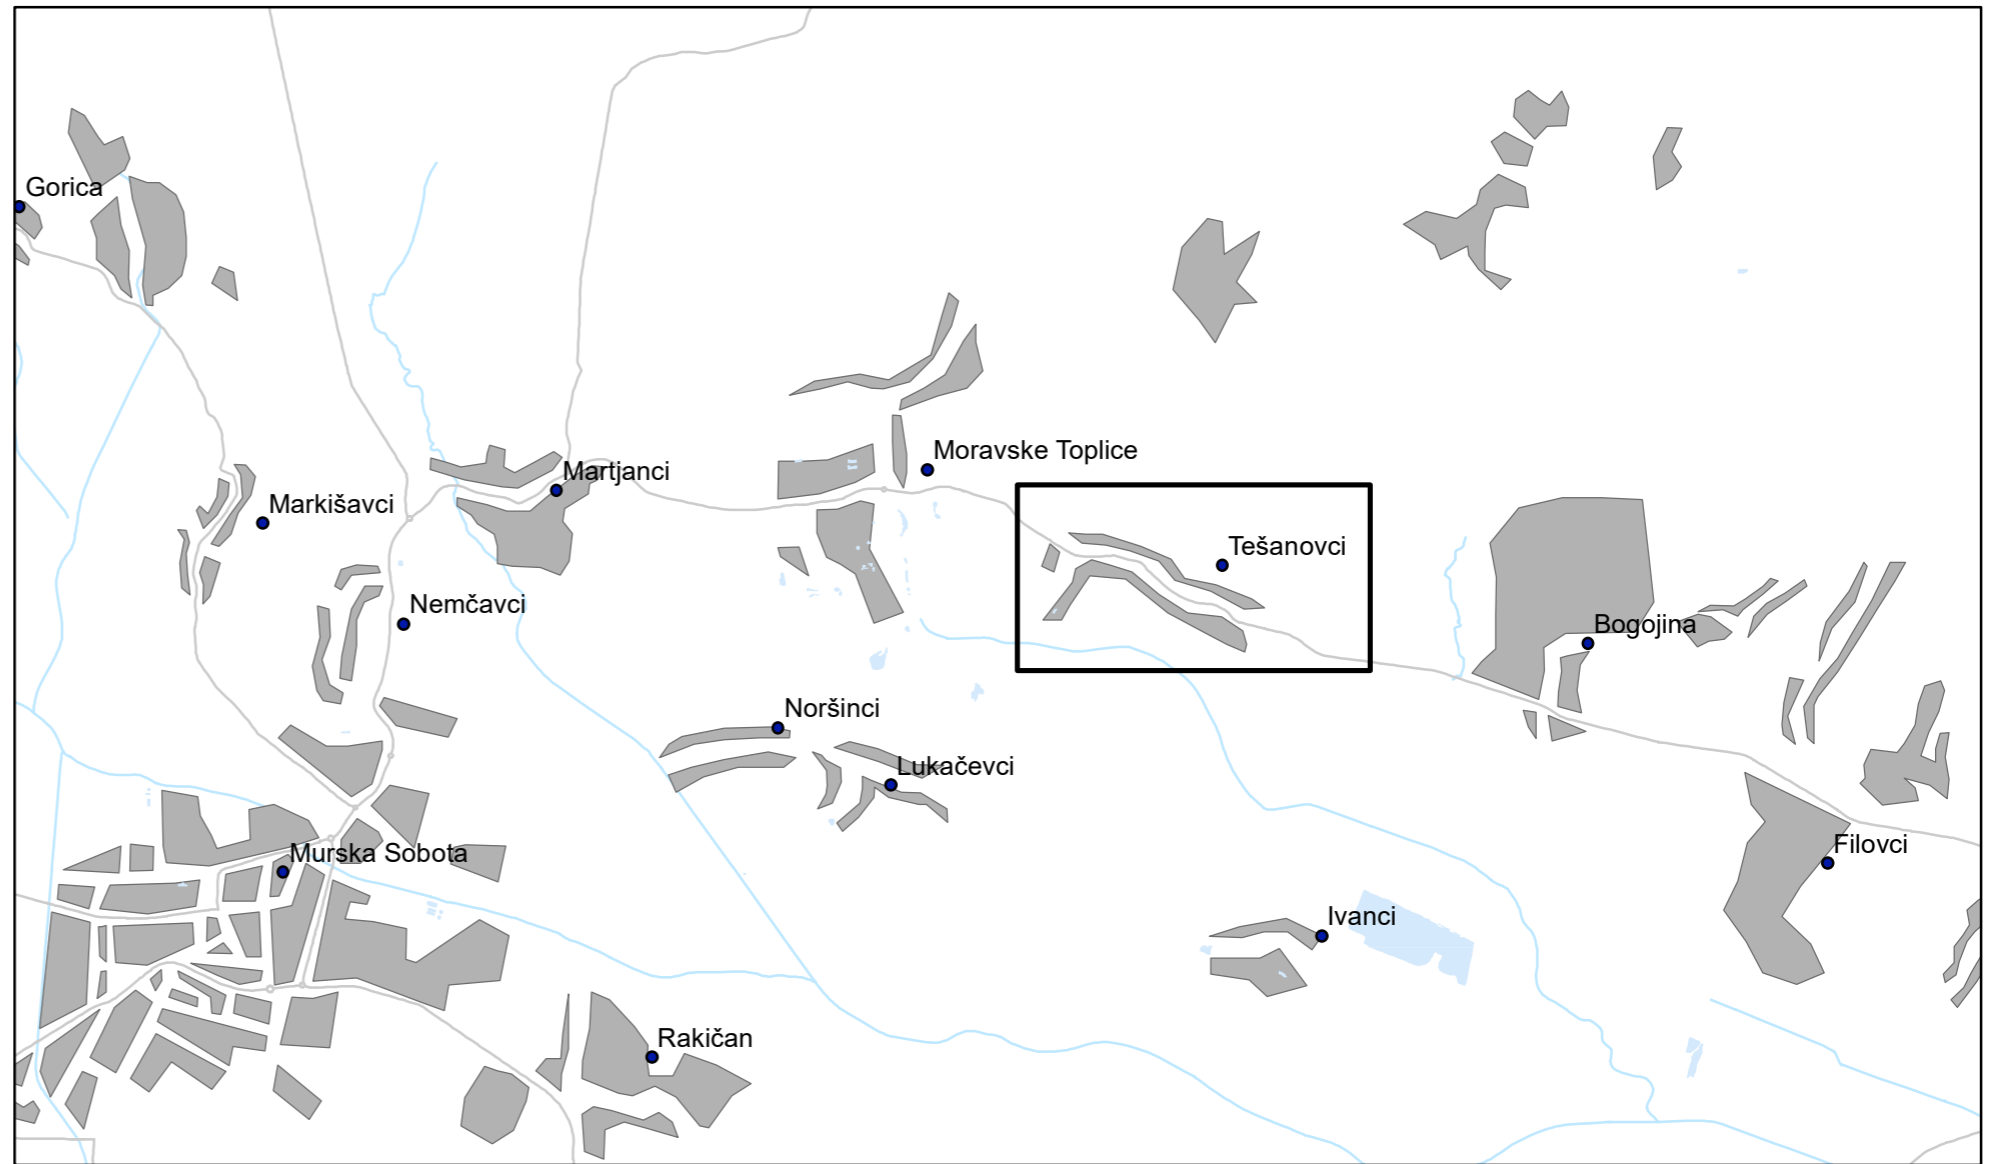 Gorica
Moravske Toplice
Martjanci
Markišavci
Tešanovci
Nemčavci
Bogojina
Noršinci
Lukačevci
Filovci
Murska Sobota
Ivanci
Rakičan